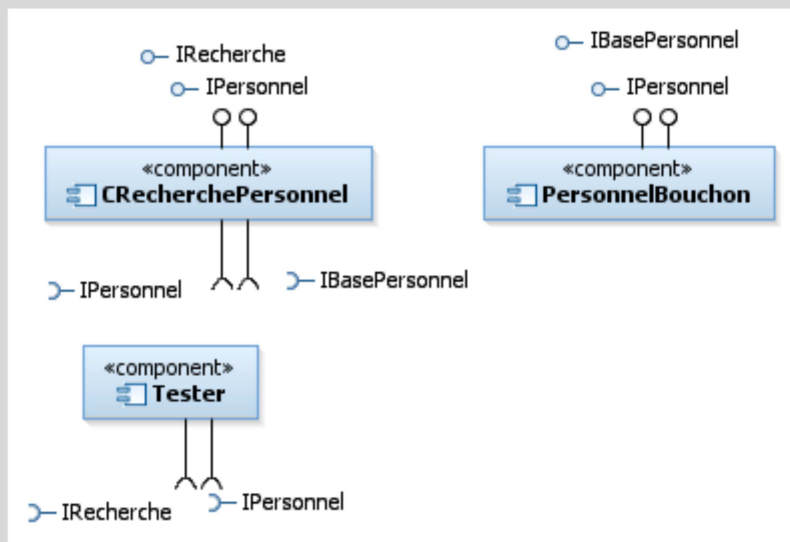 IRecherche
IPersonnel
«component»
CRecherchePersonnel
IPersonnel
IBasePersonnel
IBasePersonnel
IPersonnel
«component»
PersonnelBouchon
«component»
Tester
IRecherche
IPersonnel